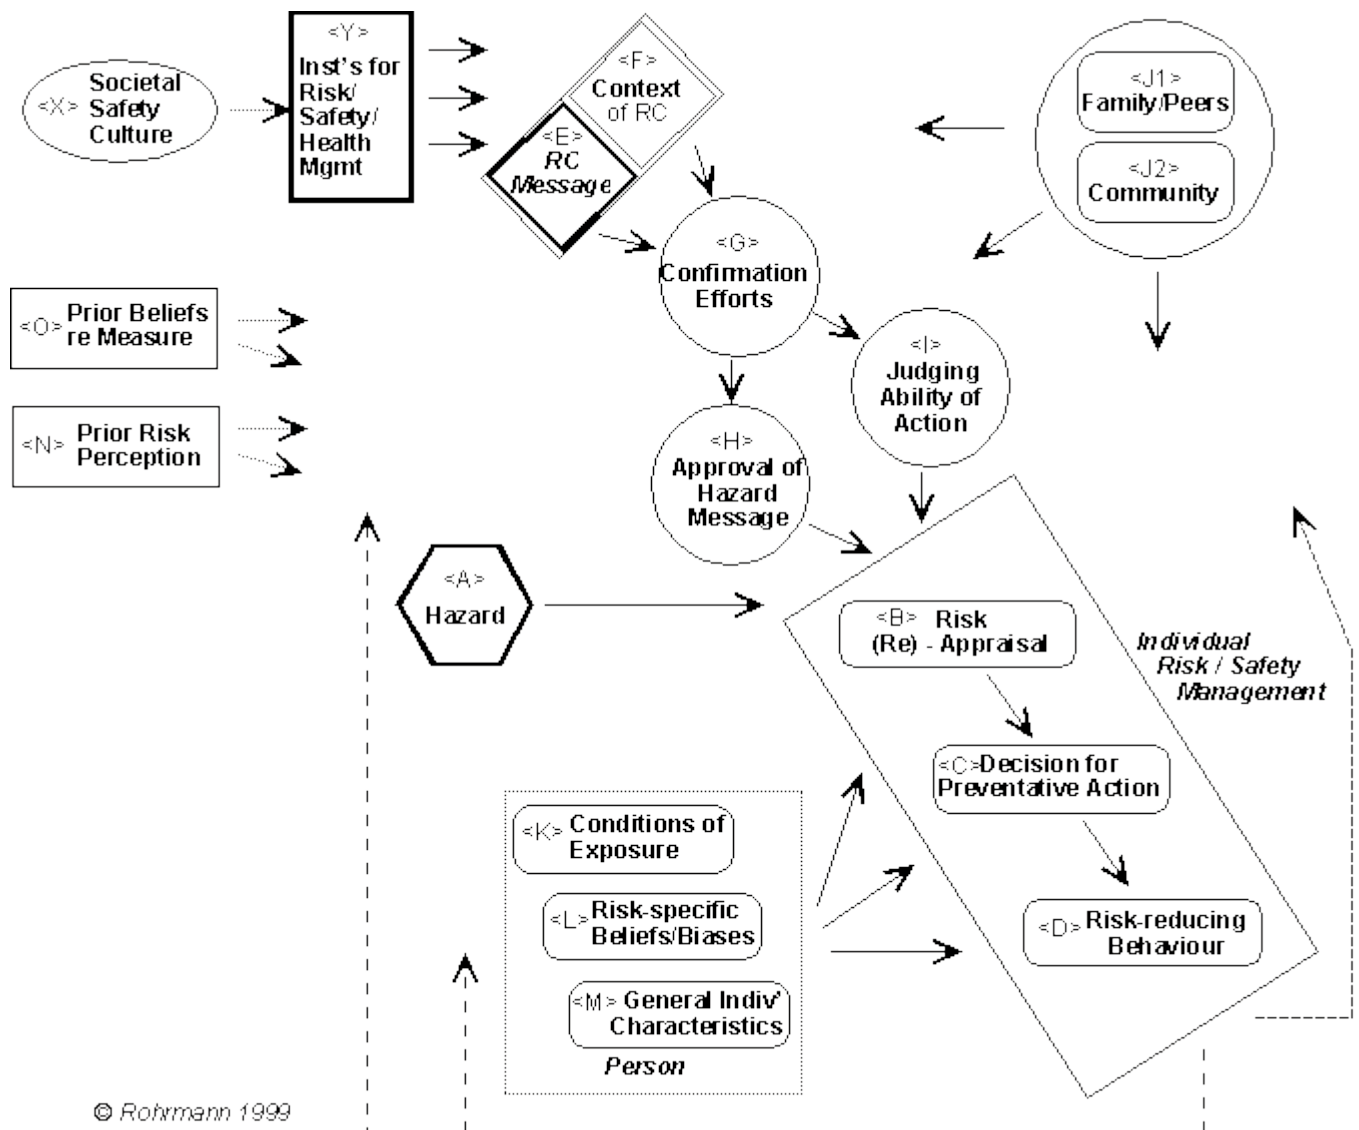 <X> Societal
Safety
Culture
<Y>
Inst's for
Risk/
Safety/
Health
Mgmt
<F>
Context
of RC
<E>
RC
Message
<J1>
Family/Peers
<J2>
Community
<G>
Confirmation
Efforts
<O> Prior Beliefs
re Measure
<I>
Judging
Ability of
Action
<N> Prior Risk
Perception
<H>
Approval of
Hazard
Message
<A>
Hazard
<B> Risk
(Re) - Appraisal
Individual
Risk / Safety
Management
<C>Decision for
Preventative Action
<K> Conditions of
Exposure
<L> Risk-specific
Beliefs/Biases
<D> Risk-reducing
Behaviour
<M> General Indiv'
Characteristics
Person
© Rohrmann 1999